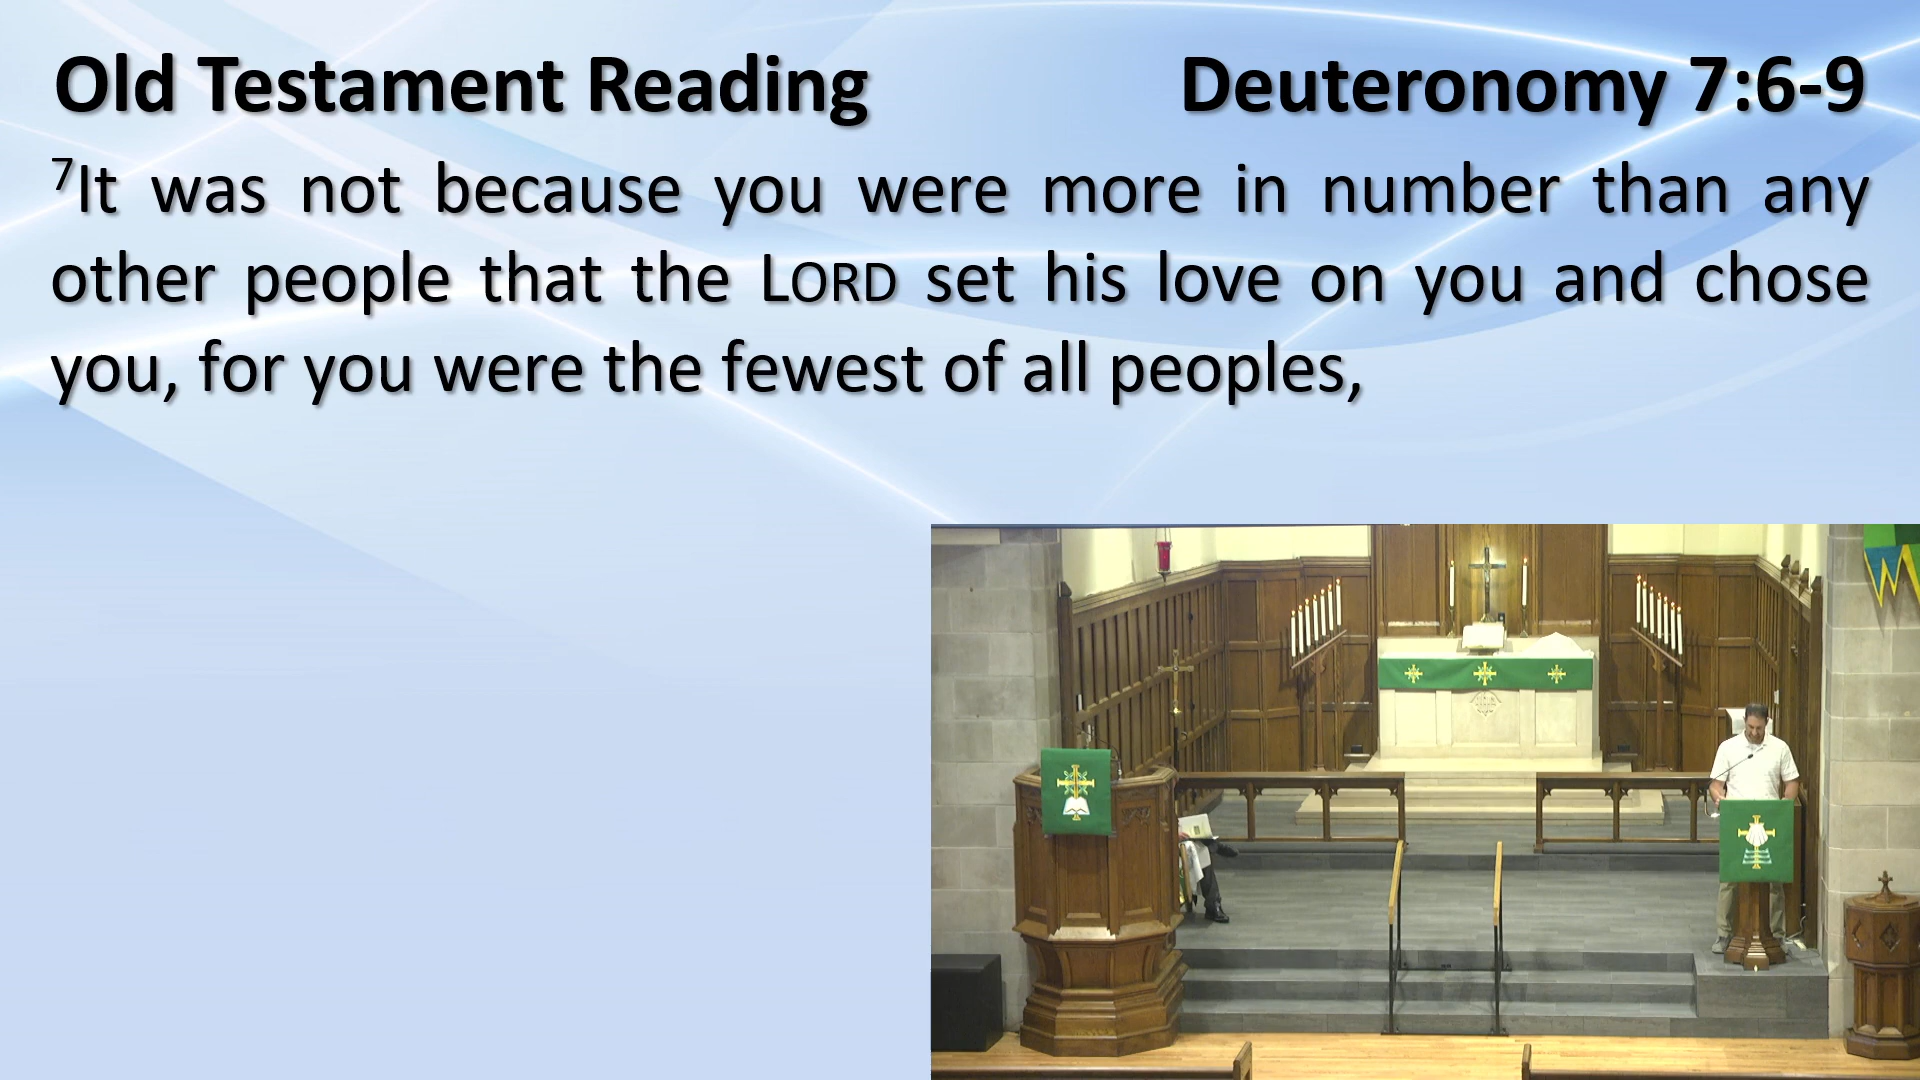 Old Testament Reading Deuteronomy 7:6-9
⁷It was not because you were more in number than any
other people that the LORD set his love on you and chose
you, for you were the fewest of all peoples,